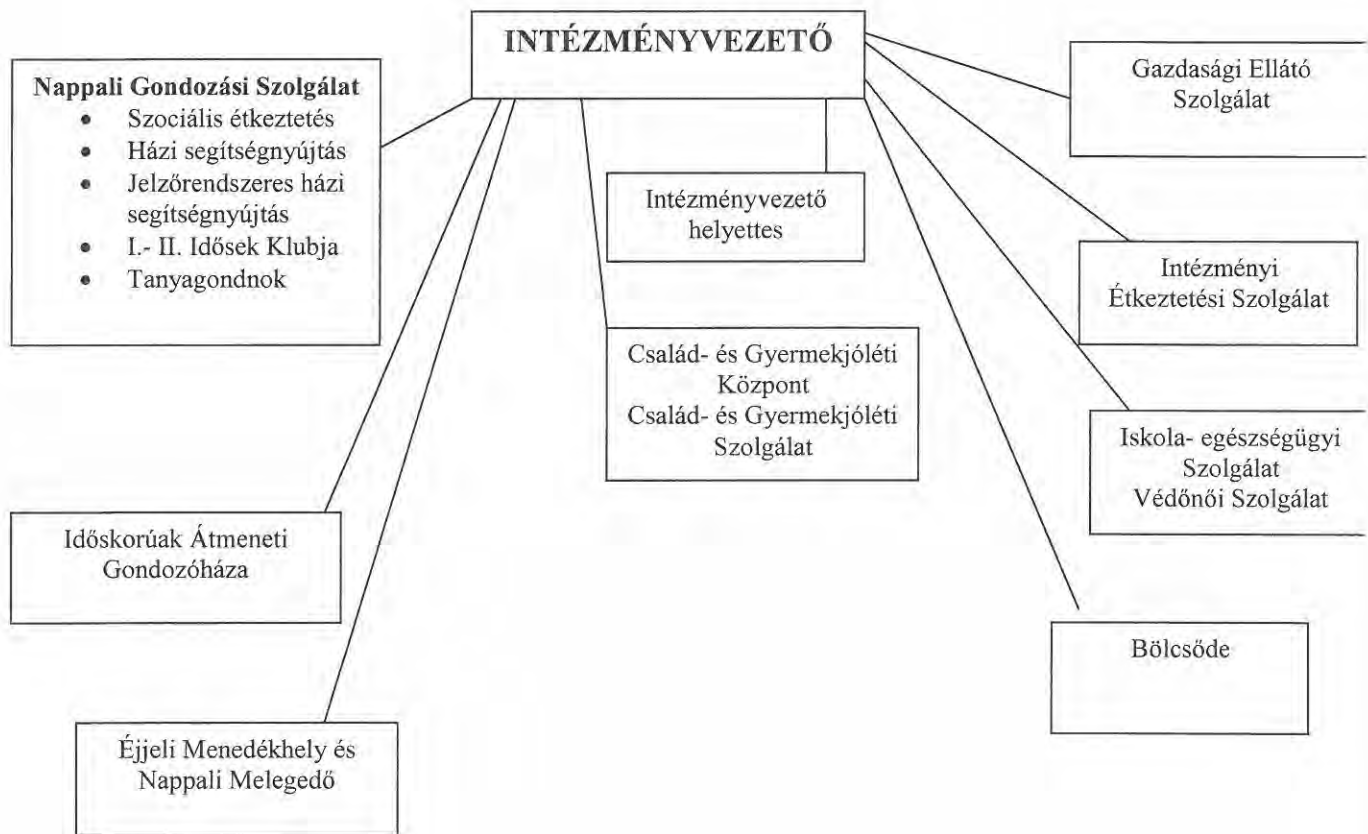 INTÉZMÉNYVEZETŐ
Nappali Gondozási Szolgálat
• Szociális étkeztetés
• Házi segítségnyújtás
• Jelzőrendszeres házi
segítségnyújtás
• I.- II. Idősek Klubja
• Tanyagondnok
Gazdasági Ellátó
Szolgálat
Intézményvezető
helyettes
Intézményi
Étkeztetési Szolgálat
Család- és Gyermekjóléti
Központ
Család- és Gyermekjóléti
Szolgálat
Iskola- egészségügyi
Szolgálat
Védőnői Szolgálat
Időskorúak Átmeneti
Gondozóháza
Bölcsőde
Éjjeli Menedékhely és
Nappali Melegedő